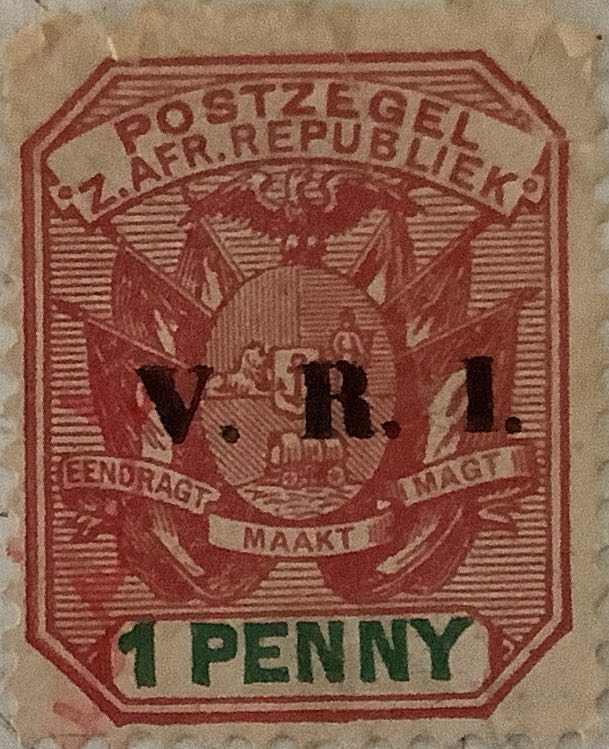 POSTZEGEL
Z.AFR.REPUBLIEK
V. R. I.
EENDRAGT MAAKT MAGT
1 PENNY